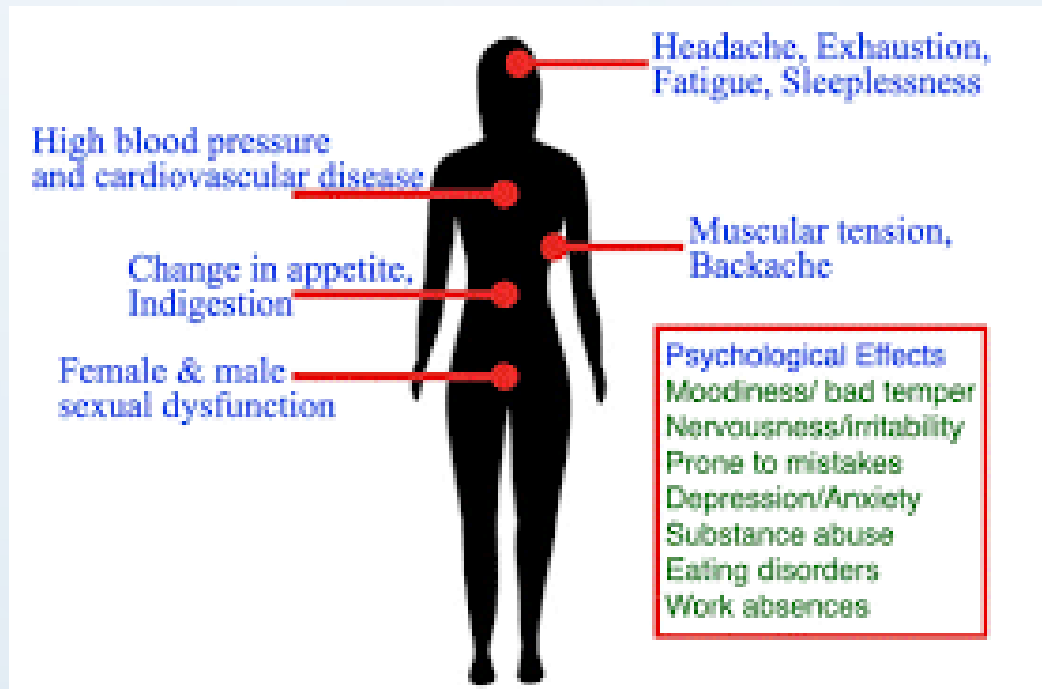 Headache, Exhaustion,
Fatigue, Sleeplessness
High blood pressure
and cardiovascular disease
Muscular tension,
Backache
Change in appetite,
Indigestion
Female & male
sexual dysfunction
Psychological Effects
Moodiness/ bad temper
Nervousness/irritability
Prone to mistakes
Depression/Anxiety
Substance abuse
Eating disorders
Work absences